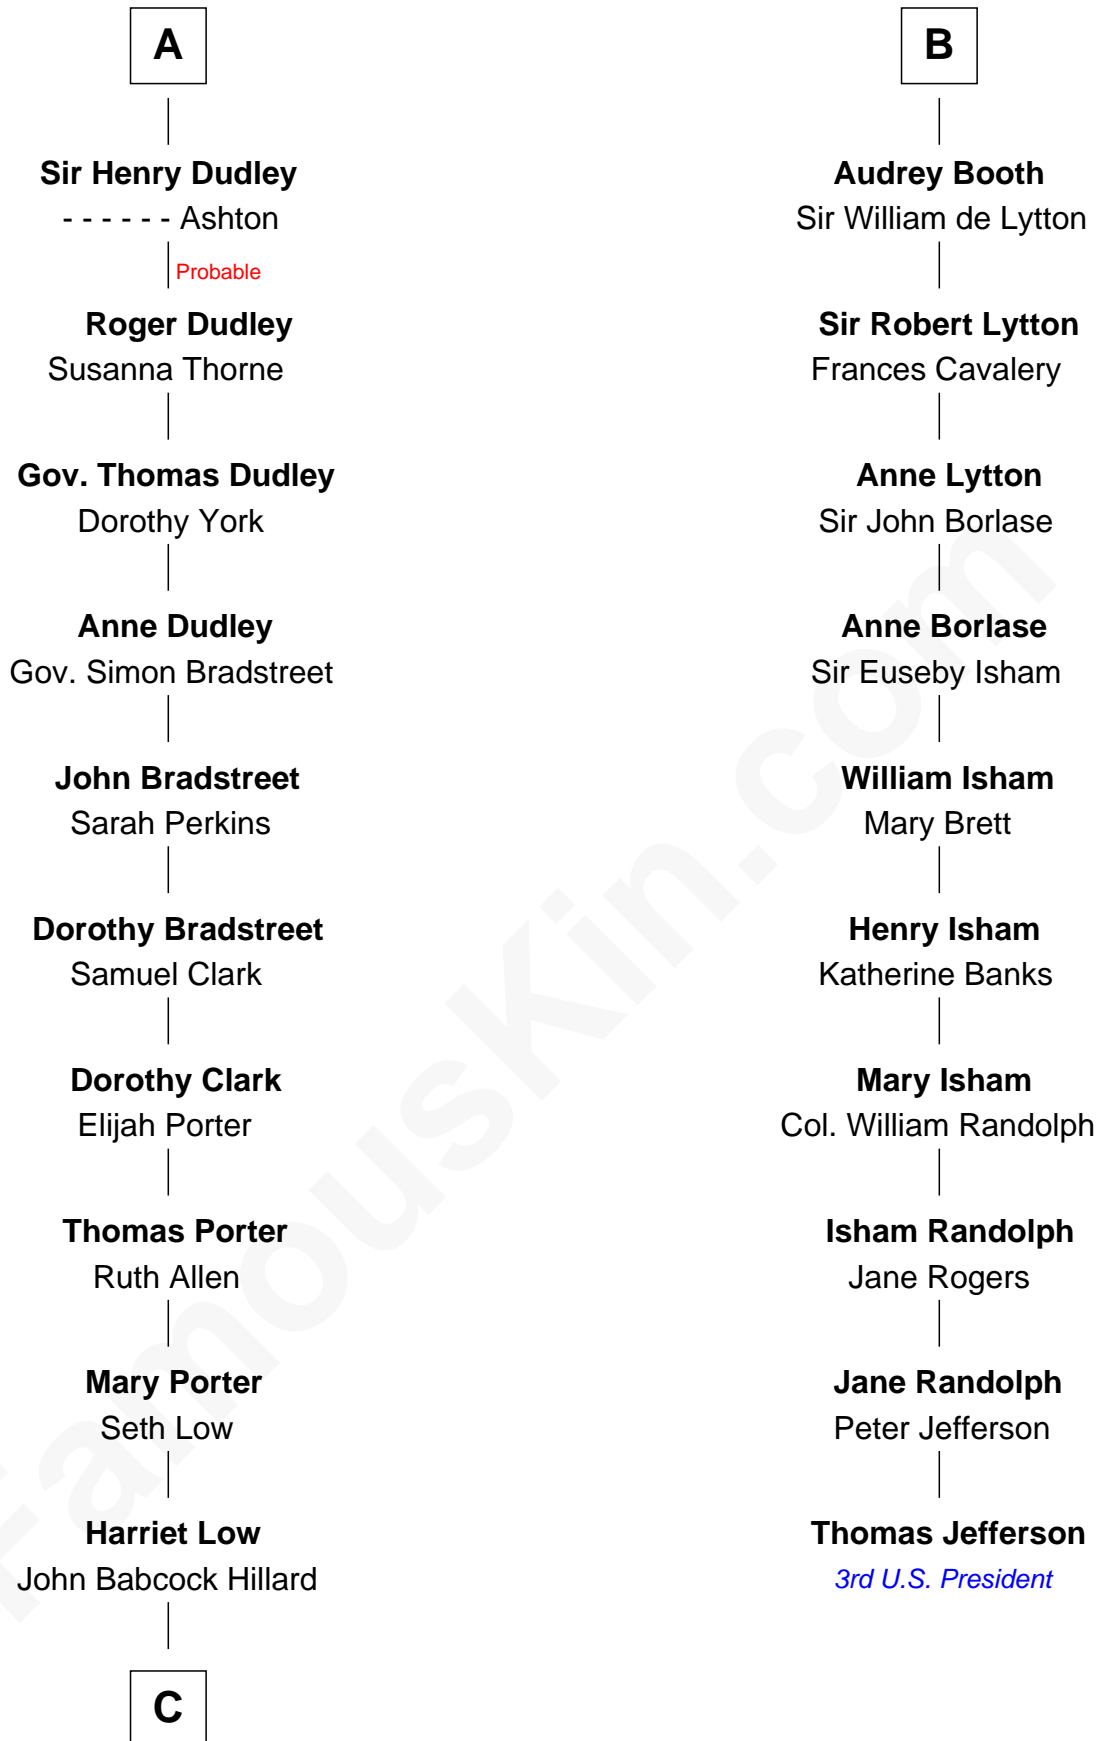 A
Sir Henry Dudley
- - - - - - Ashton
Probable
Roger Dudley
Susanna Thorne
Gov. Thomas Dudley
Dorothy York
Anne Dudley
Gov. Simon Bradstreet
John Bradstreet
Sarah Perkins
Dorothy Bradstreet
Samuel Clark
Dorothy Clark
Elijah Porter
Thomas Porter
Ruth Allen
Mary Porter
Seth Low
Harriet Low
John Babcock Hillard
C
B
Audrey Booth
Sir William de Lytton
Sir Robert Lytton
Frances Cavalery
Anne Lytton
Sir John Borlase
Anne Borlase
Sir Euseby Isham
William Isham
Mary Brett
Henry Isham
Katherine Banks
Mary Isham
Col. William Randolph
Isham Randolph
Jane Rogers
Jane Randolph
Peter Jefferson
Thomas Jefferson
3rd U.S. President
FamousKin.com